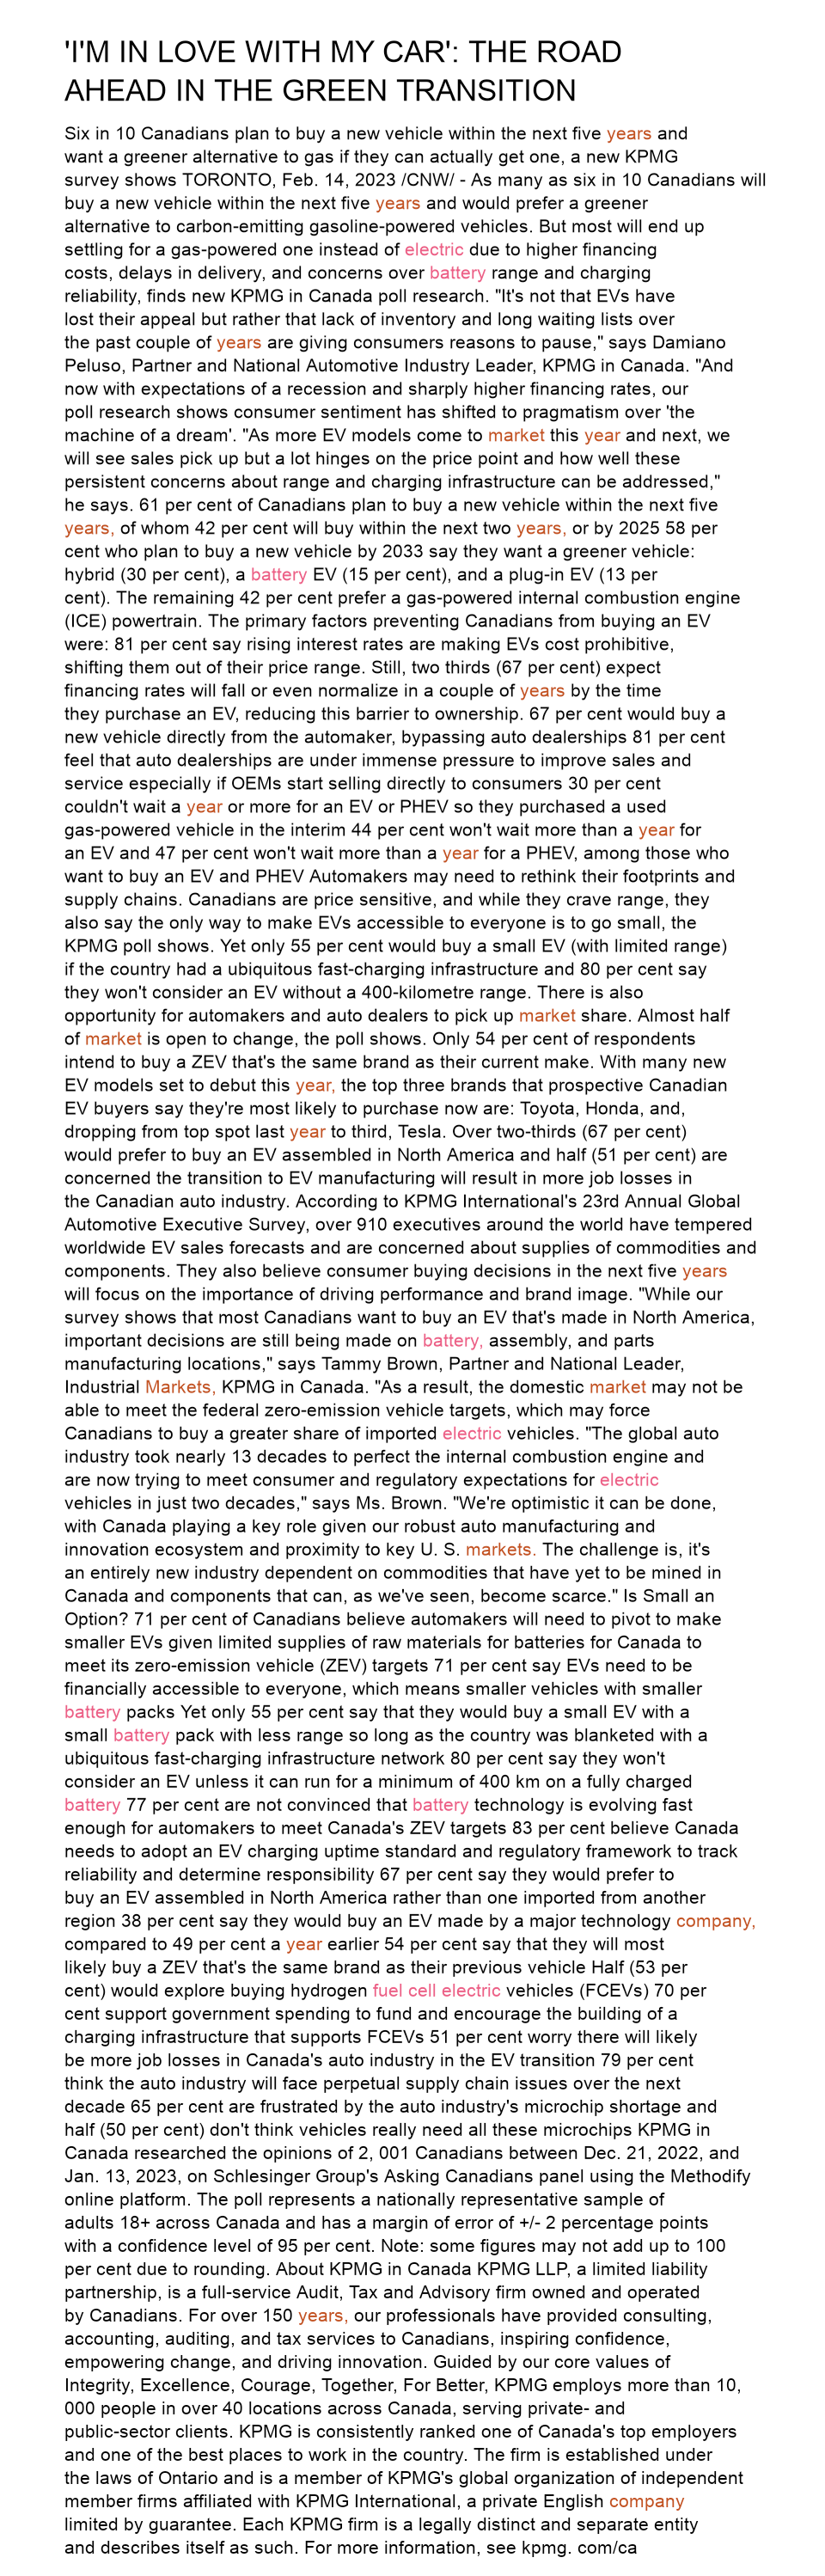 'I'M IN LOVE WITH MY CAR': THE ROAD
AHEAD IN THE GREEN TRANSITION
Six in 10 Canadians plan to buy a new vehicle within the next five years and
want a greener alternative to gas if they can actually get one, a new KPMG
survey shows TORONTO, Feb. 14, 2023 /CNW/ - As many as six in 10 Canadians will
buy a new vehicle within the next five years and would prefer a greener
alternative to carbon-emitting gasoline-powered vehicles. But most will end up
settling for a gas-powered one instead of electric due to higher financing
costs, delays in delivery, and concerns over battery range and charging
reliability, finds new KPMG in Canada poll research. "It's not that EVs have
lost their appeal but rather that lack of inventory and long waiting lists over
the past couple of years are giving consumers reasons to pause," says Damiano
Peluso, Partner and National Automotive Industry Leader, KPMG in Canada. "And
now with expectations of a recession and sharply higher financing rates, our
poll research shows consumer sentiment has shifted to pragmatism over 'the
machine of a dream'. "As more EV models come to market this year and next, we
will see sales pick up but a lot hinges on the price point and how well these
persistent concerns about range and charging infrastructure can be addressed,"
he says. 61 per cent of Canadians plan to buy a new vehicle within the next five
years, of whom 42 per cent will buy within the next two years, or by 2025 58 per
cent who plan to buy a new vehicle by 2033 say they want a greener vehicle:
hybrid (30 per cent), a battery EV (15 per cent), and a plug-in EV (13 per
cent). The remaining 42 per cent prefer a gas-powered internal combustion engine
(ICE) powertrain. The primary factors preventing Canadians from buying an EV
were: 81 per cent say rising interest rates are making EVs cost prohibitive,
shifting them out of their price range. Still, two thirds (67 per cent) expect
financing rates will fall or even normalize in a couple of years by the time
they purchase an EV, reducing this barrier to ownership. 67 per cent would buy a
new vehicle directly from the automaker, bypassing auto dealerships 81 per cent
feel that auto dealerships are under immense pressure to improve sales and
service especially if OEMs start selling directly to consumers 30 per cent
couldn't wait a year or more for an EV or PHEV so they purchased a used
gas-powered vehicle in the interim 44 per cent won't wait more than a year for
an EV and 47 per cent won't wait more than a year for a PHEV, among those who
want to buy an EV and PHEV Automakers may need to rethink their footprints and
supply chains. Canadians are price sensitive, and while they crave range, they
also say the only way to make EVs accessible to everyone is to go small, the
KPMG poll shows. Yet only 55 per cent would buy a small EV (with limited range)
if the country had a ubiquitous fast-charging infrastructure and 80 per cent say
they won't consider an EV without a 400-kilometre range. There is also
opportunity for automakers and auto dealers to pick up market share. Almost half
of market is open to change, the poll shows. Only 54 per cent of respondents
intend to buy a ZEV that's the same brand as their current make. With many new
EV models set to debut this year, the top three brands that prospective Canadian
EV buyers say they're most likely to purchase now are: Toyota, Honda, and,
dropping from top spot last year to third, Tesla. Over two-thirds (67 per cent)
would prefer to buy an EV assembled in North America and half (51 per cent) are
concerned the transition to EV manufacturing will result in more job losses in
the Canadian auto industry. According to KPMG International's 23rd Annual Global
Automotive Executive Survey, over 910 executives around the world have tempered
worldwide EV sales forecasts and are concerned about supplies of commodities and
components. They also believe consumer buying decisions in the next five years
will focus on the importance of driving performance and brand image. "While our
survey shows that most Canadians want to buy an EV that's made in North America,
important decisions are still being made on battery, assembly, and parts
manufacturing locations," says Tammy Brown, Partner and National Leader,
Industrial Markets, KPMG in Canada. "As a result, the domestic market may not be
able to meet the federal zero-emission vehicle targets, which may force
Canadians to buy a greater share of imported electric vehicles. "The global auto
industry took nearly 13 decades to perfect the internal combustion engine and
are now trying to meet consumer and regulatory expectations for electric
vehicles in just two decades," says Ms. Brown. "We're optimistic it can be done,
with Canada playing a key role given our robust auto manufacturing and
innovation ecosystem and proximity to key U. S. markets. The challenge is, it's
an entirely new industry dependent on commodities that have yet to be mined in
Canada and components that can, as we've seen, become scarce." Is Small an
Option? 71 per cent of Canadians believe automakers will need to pivot to make
smaller EVs given limited supplies of raw materials for batteries for Canada to
meet its zero-emission vehicle (ZEV) targets 71 per cent say EVs need to be
financially accessible to everyone, which means smaller vehicles with smaller
battery packs Yet only 55 per cent say that they would buy a small EV with a
small battery pack with less range so long as the country was blanketed with a
ubiquitous fast-charging infrastructure network 80 per cent say they won't
consider an EV unless it can run for a minimum of 400 km on a fully charged
battery 77 per cent are not convinced that battery technology is evolving fast
enough for automakers to meet Canada's ZEV targets 83 per cent believe Canada
needs to adopt an EV charging uptime standard and regulatory framework to track
reliability and determine responsibility 67 per cent say they would prefer to
buy an EV assembled in North America rather than one imported from another
region 38 per cent say they would buy an EV made by a major technology company,
compared to 49 per cent a year earlier 54 per cent say that they will most
likely buy a ZEV that's the same brand as their previous vehicle Half (53 per
cent) would explore buying hydrogen fuel cell electric vehicles (FCEVs) 70 per
cent support government spending to fund and encourage the building of a
charging infrastructure that supports FCEVs 51 per cent worry there will likely
be more job losses in Canada's auto industry in the EV transition 79 per cent
think the auto industry will face perpetual supply chain issues over the next
decade 65 per cent are frustrated by the auto industry's microchip shortage and
half (50 per cent) don't think vehicles really need all these microchips KPMG in
Canada researched the opinions of 2, 001 Canadians between Dec. 21, 2022, and
Jan. 13, 2023, on Schlesinger Group's Asking Canadians panel using the Methodify
online platform. The poll represents a nationally representative sample of
adults 18+ across Canada and has a margin of error of +/- 2 percentage points
with a confidence level of 95 per cent. Note: some figures may not add up to 100
per cent due to rounding. About KPMG in Canada KPMG LLP, a limited liability
partnership, is a full-service Audit, Tax and Advisory firm owned and operated
by Canadians. For over 150 years, our professionals have provided consulting,
accounting, auditing, and tax services to Canadians, inspiring confidence,
empowering change, and driving innovation. Guided by our core values of
Integrity, Excellence, Courage, Together, For Better, KPMG employs more than 10,
000 people in over 40 locations across Canada, serving private- and
public-sector clients. KPMG is consistently ranked one of Canada's top employers
and one of the best places to work in the country. The firm is established under
the laws of Ontario and is a member of KPMG's global organization of independent
member firms affiliated with KPMG International, a private English company
limited by guarantee. Each KPMG firm is a legally distinct and separate entity
and describes itself as such. For more information, see kpmg. com/ca